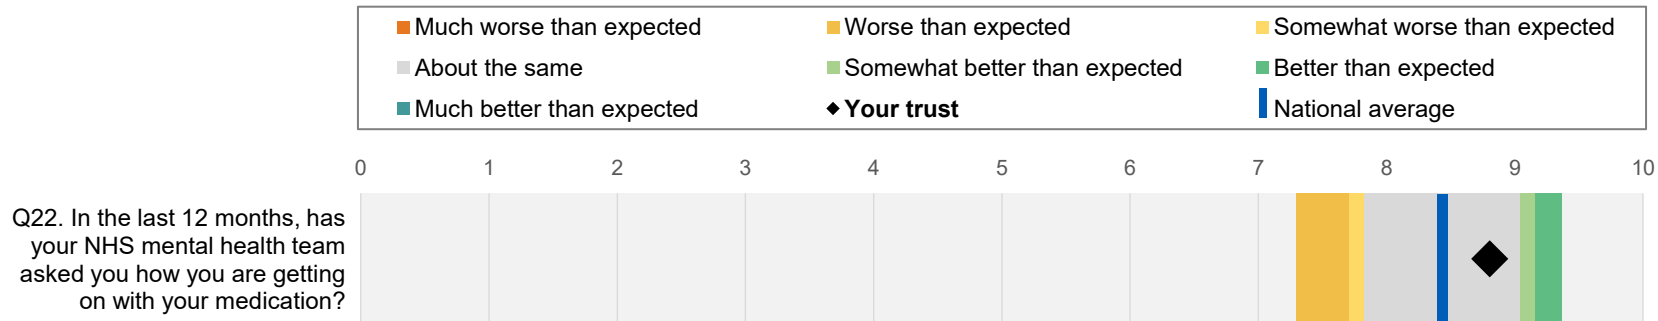 Much worse than expected
Worse than expected
Somewhat worse than expected
About the same
Somewhat better than expected
Better than expected
Much better than expected
Your trust
National average
0 1 2 3 4 5 6 7 8 9 10
Q22. In the last 12 months, has
your NHS mental health team
asked you how you are getting
on with your medication?